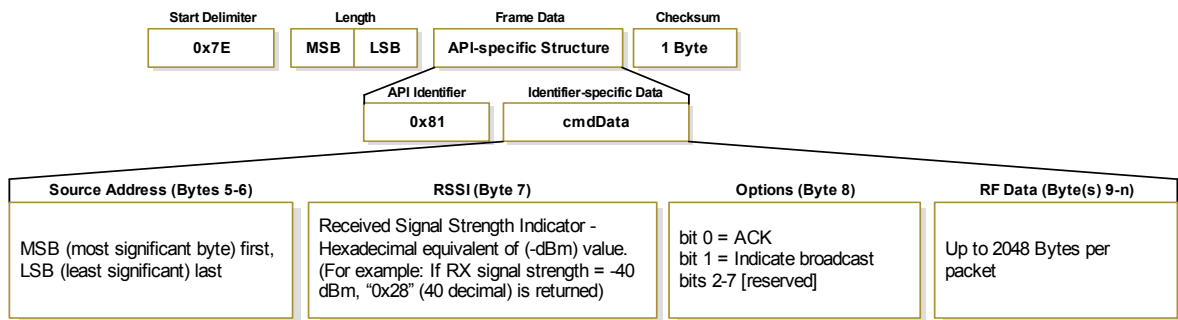 Start Delimiter
Length
Frame Data
Checksum
0x7E
MSB
LSB
API-specific Structure
1 Byte
API Identifier
Identifier-specific Data
0x81
cmdData
Source Address (Bytes 5-6)
MSB (most significant byte) first,
LSB (least significant) last
RSSI (Byte 7)
Received Signal Strength Indicator -
Hexadecimal equivalent of (-dBm) value.
(For example: If RX signal strength = -40
dBm, “0x28” (40 decimal) is returned)
Options (Byte 8)
bit 0 = ACK
bit 1 = Indicate broadcast
bits 2-7 [reserved]
RF Data (Byte(s) 9-n)
Up to 2048 Bytes per
packet